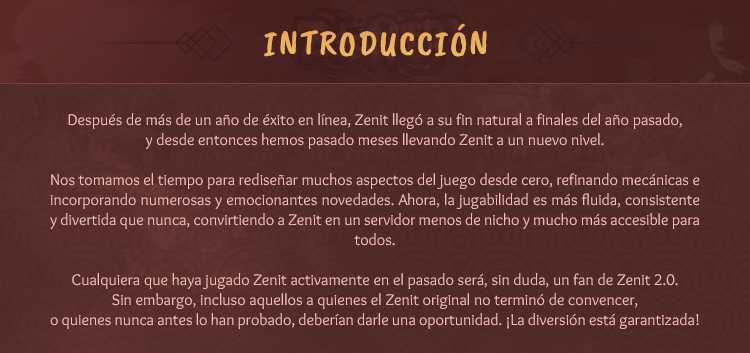 INTRODUCCIÓN
Después de más de un año de éxito en línea, Zenit llegó a su fin natural a finales del año pasado,
y desde entonces hemos pasado meses llevando Zenit a un nuevo nivel.
Nos tomamos el tiempo para rediseñar muchos aspectos del juego desde cero, refinando mecánicas e
incorporando numerosas y emocionantes novedades. Ahora, la jugabilidad es más fluida, consistente
y divertida que nunca, convirtiendo a Zenit en un servidor menos de nicho y mucho más accesible para
todos.
Cualquiera que haya jugado Zenit activamente en el pasado será, sin duda, un fan de Zenit 2.0.
Sin embargo, incluso aquellos a quienes el Zenit original no terminó de convencer,
o quienes nunca antes lo han probado, deberían darle una oportunidad. ¡La diversión está garantizada!